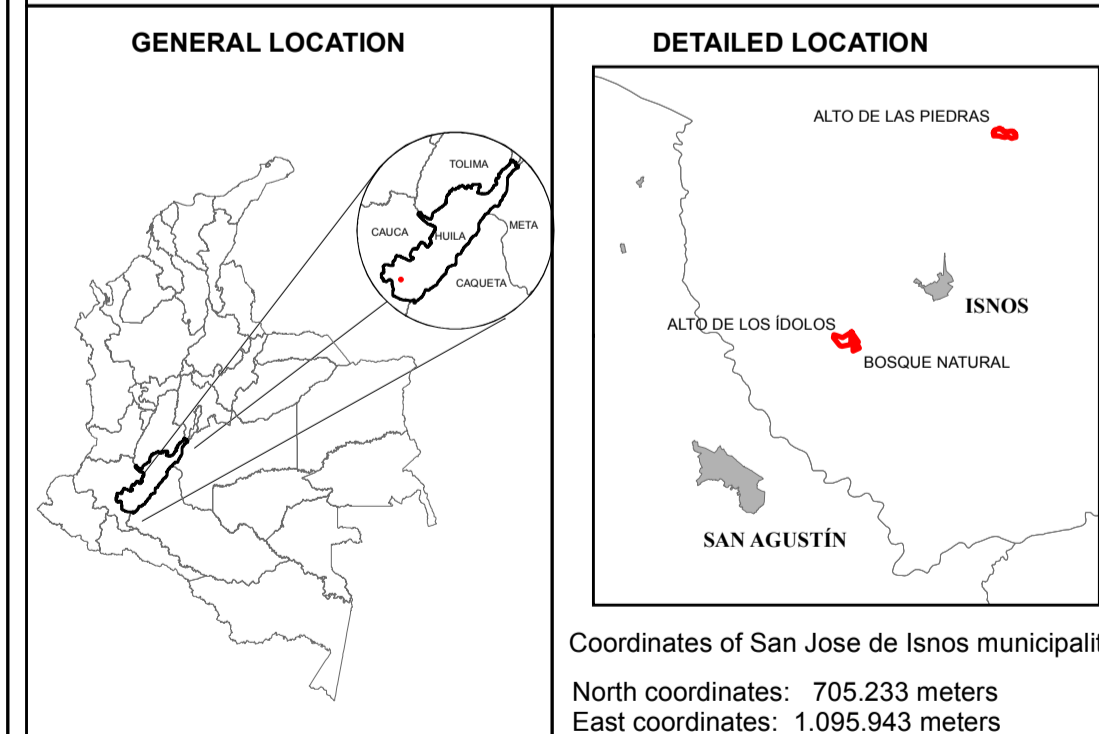 GENERAL LOCATION
TOLIMA
CAUCA
HUILA
META
CAQUETA
DETAILED LOCATION
ALTO DE LAS PIEDRAS
ISNOS
ALTO DE LOS ÍDOLOS
BOSQUE NATURAL
SAN AGUSTÍN
Coordinates of San Jose de Isnos municipalit
North coordinates: 705.233 meters
East coordinates: 1.095.943 meters